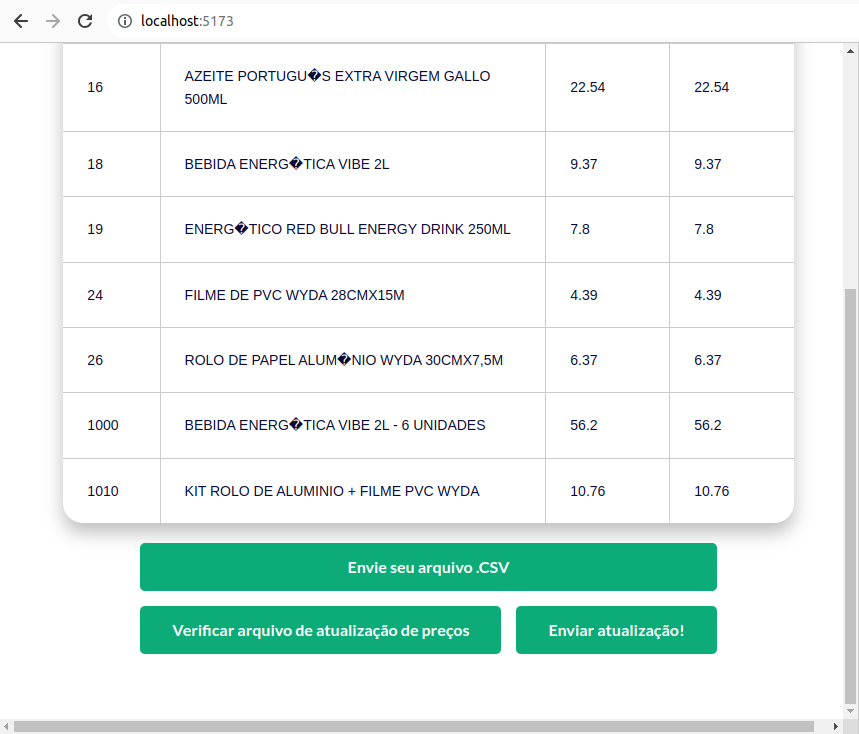 localhost:5173
16 AZEITE PORTUGU�S EXTRA VIRGEM GALLO 500ML 22.54 22.54
18 BEBIDA ENERG�TICA VIBE 2L 9.37 9.37
19 ENERG�TICO RED BULL ENERGY DRINK 250ML 7.8 7.8
24 FILME DE PVC WYDA 28CMX15M 4.39 4.39
26 ROLO DE PAPEL ALUM�NIO WYDA 30CMX7,5M 6.37 6.37
1000 BEBIDA ENERG�TICA VIBE 2L - 6 UNIDADES 56.2 56.2
1010 KIT ROLO DE ALUMINIO + FILME PVC WYDA 10.76 10.76
Envie seu arquivo .CSV
Verificar arquivo de atualização de preços Enviar atualização!